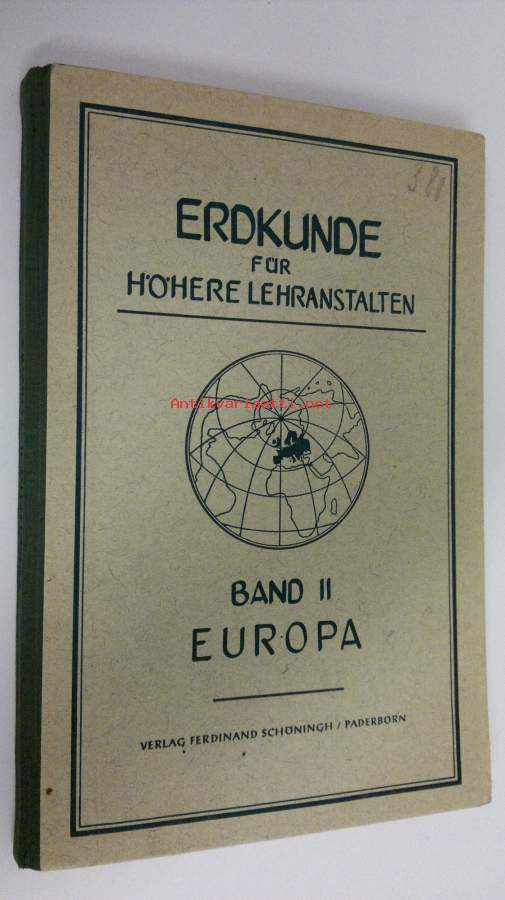 381
ERDKUNDE
FÜR
HÖHERE LEHRANSTALTEN
Antikvariaatti.net
BAND II
EUROPA
VERLAG FERDINAND SCHÖNINGH / PADERBORN